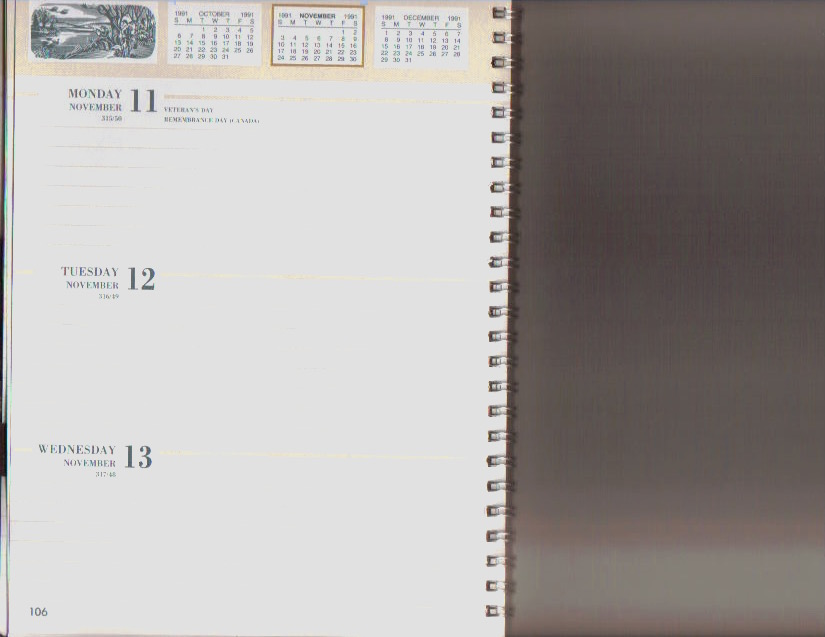 1991 OCTOBER 1991
S M T W T F S
1 2 3 4 5
6 7 8 9 10 11 12
13 14 15 16 17 18 19
20 21 22 23 24 25 26
27 28 29 30 31
1991 NOVEMBER 1991
S M T W T F S
1 2
3 4 5 6 7 8 9
10 11 12 13 14 15 16
17 18 19 20 21 22 23
24 25 26 27 28 29 30
1991 DECEMBER 1991
S M T W T F S
1 2 3 4 5 6 7
8 9 10 11 12 13 14
15 16 17 18 19 20 21
22 23 24 25 26 27 28
29 30 31
MONDAY 11
NOVEMBER
315/50
VETERAN'S DAY
REMEMBRANCE DAY (CANADA)
TUESDAY 12
NOVEMBER
316/49
WEDNESDAY 13
NOVEMBER
317/48
106